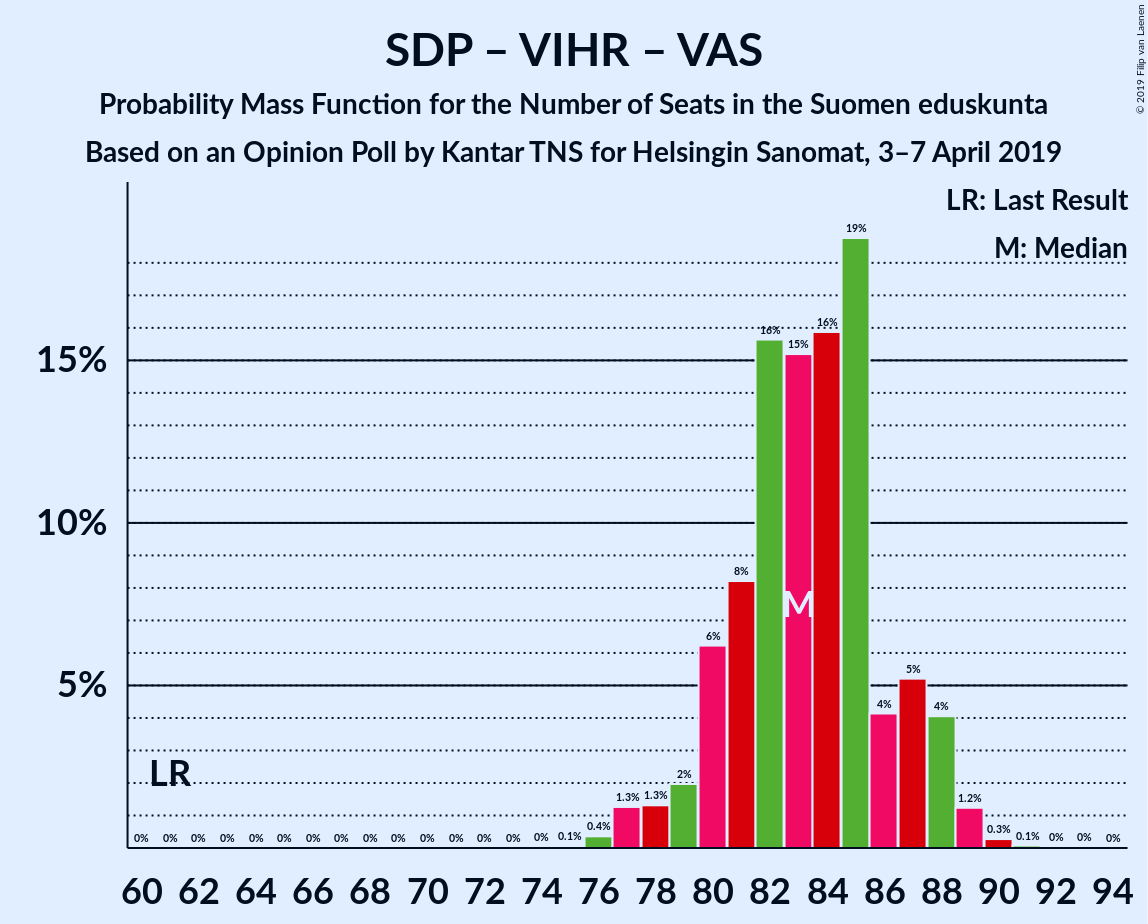 SDP – VIHR – VAS
Probability Mass Function for the Number of Seats in the Suomen eduskunta
Based on an Opinion Poll by Kantar TNS for Helsingin Sanomat, 3–7 April 2019
© 2019 Filip van Laenen
LR: Last Result
M: Median
19%
16% 15% 16%
15%
10%
8%
M
6%
5%
5%
4% 4%
LR
2%
1.3% 1.3% 1.2%
0% 0% 0% 0% 0% 0% 0% 0% 0% 0% 0% 0% 0% 0% 0% 0.1% 0.4% 0.3% 0.1% 0% 0% 0%
60 62 64 66 68 70 72 74 76 78 80 82 84 86 88 90 92 94